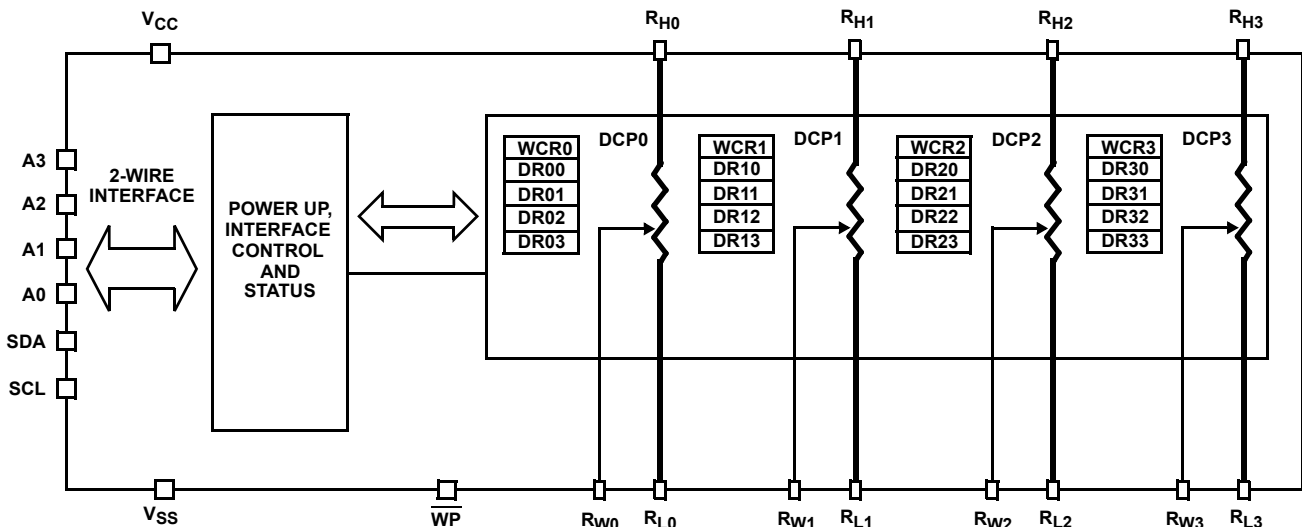 VCC
RH0
RH1
RH2
RH3
A3
A2
A1
A0
SDA
SCL
2-WIRE
INTERFACE
POWER UP,
INTERFACE
CONTROL
AND
STATUS
WCR0
DR00
DR01
DR02
DR03
DCP0
WCR1
DR10
DR11
DR12
DR13
DCP1
WCR2
DR20
DR21
DR22
DR23
DCP2
WCR3
DR30
DR31
DR32
DR33
DCP3
VSS
WP
RW0
RL0
RW1
RL1
RW2
RL2
RW3
RL3